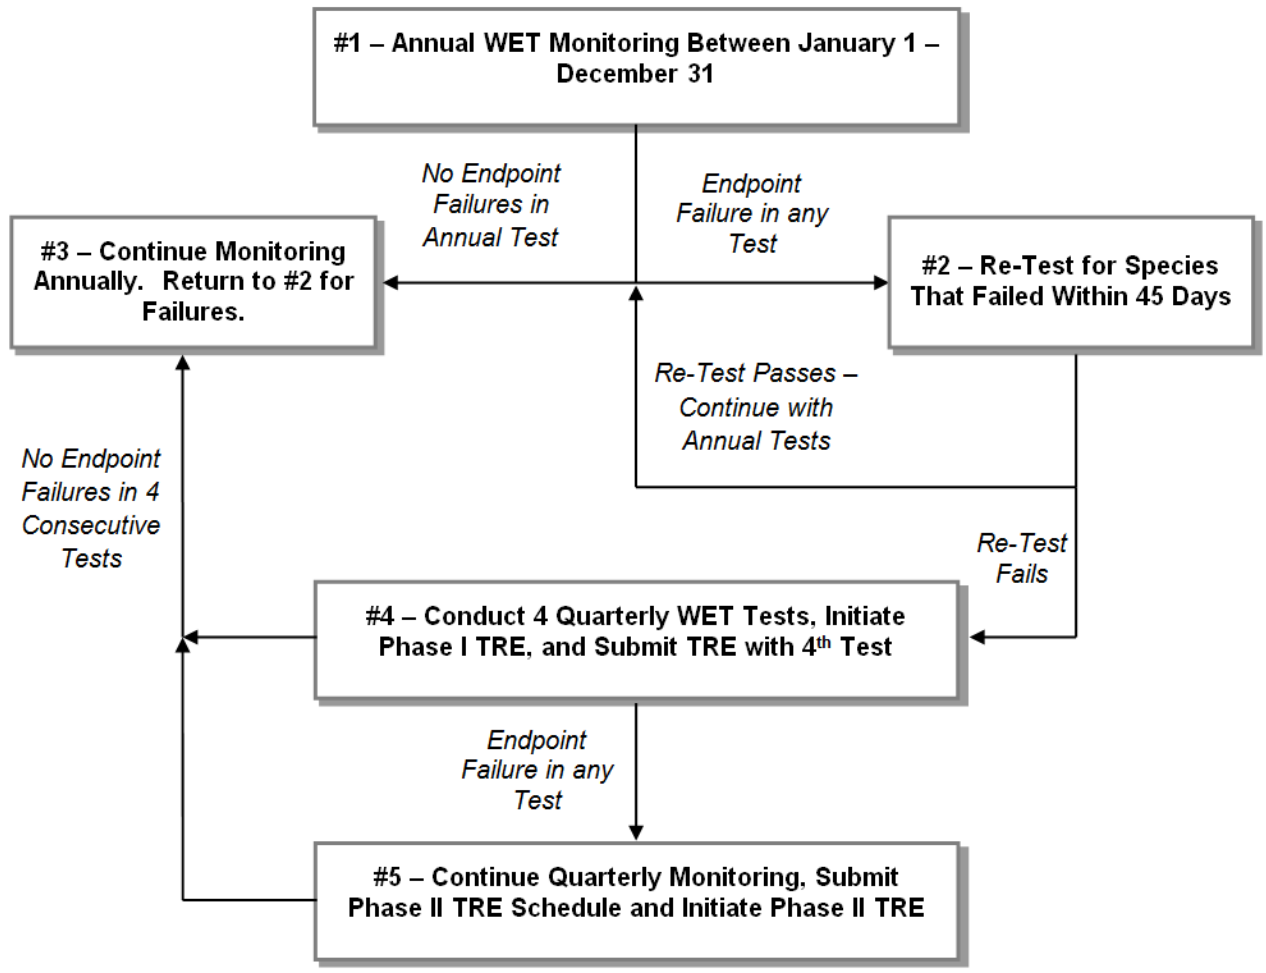 #1 – Annual WET Monitoring Between January 1 –
December 31
No Endpoint
Failures in
Annual Test
Endpoint
Failure in any
Test
#3 – Continue Monitoring
Annually. Return to #2 for
Failures.
#2 – Re-Test for Species
That Failed Within 45 Days
Re-Test Passes –
Continue with
Annual Tests
No Endpoint
Failures in 4
Consecutive
Tests
Re-Test
Fails
#4 – Conduct 4 Quarterly WET Tests, Initiate
Phase I TRE, and Submit TRE with 4th Test
Endpoint
Failure in any
Test
#5 – Continue Quarterly Monitoring, Submit
Phase II TRE Schedule and Initiate Phase II TRE